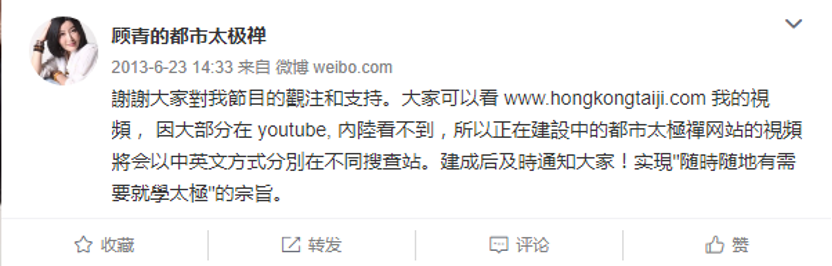 顾青的都市太极禅
2013-6-23 14:33 来自 微博 weibo.com
謝謝大家對我節目的觀注和支持。大家可以看 www.hongkongtaiji.com 我的視
頻， 因大部分在 youtube, 內陸看不到，所以正在建設中的都市太極禪网站的視頻
將会以中英文方式分別在不同搜查站。建成后及時通知大家！实現"随時随地有需
要就學太極"的宗旨。
收藏 转发 评论 赞